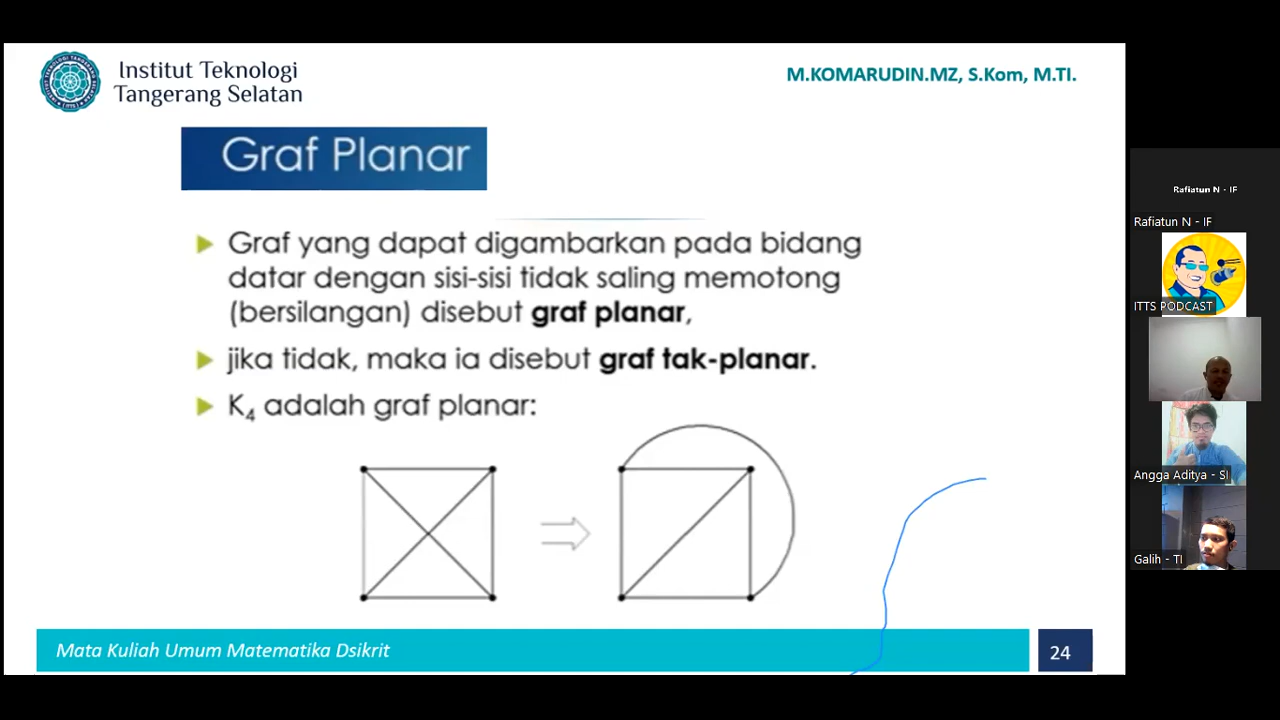 Institut Teknologi
Tangerang Selatan
M.KOMARUDIN.MZ, S.Kom, M.TI.
Graf Planar
Graf yang dapat digambarkan pada bidang
datar dengan sisi-sisi tidak saling memotong
(bersilangan) disebut graf planar,
jika tidak, maka ia disebut graf tak-planar.
K₄ adalah graf planar:
Mata Kuliah Umum Matematika Dsikrit
24
Rafiatun N - IF
Rafiatun N - IF
ITTS PODCAST
Angga Aditya - SI
Galih - TI